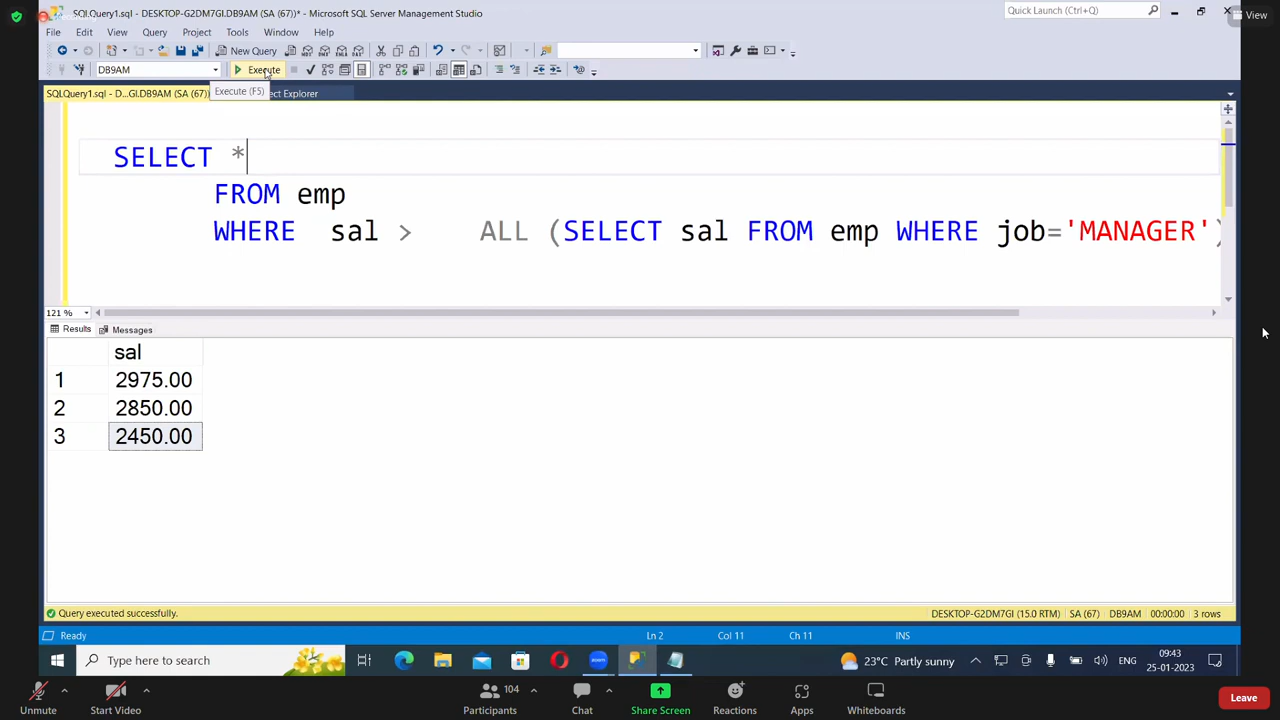 SQLQuery1.sql - DESKTOP-G2DM7GI.DB9AM (SA (67))* - Microsoft SQL Server Management Studio
Quick Launch (Ctrl+Q)
View
File Edit View Query Project Tools Window Help
New Query
DB9AM
Execute
SQLQuery1.sql - D...GI.DB9AM (SA (67))
ect Explorer
Execute (F5)
SELECT *
FROM emp
WHERE sal > ALL (SELECT sal FROM emp WHERE job='MANAGER')
121 %
Results Messages
sal
1 2975.00
2 2850.00
3 2450.00
Query executed successfully.
DESKTOP-G2DM7GI (15.0 RTM) SA (67) DB9AM 00:00:00 3 rows
Ready
Ln 2 Col 11 Ch 11 INS
Type here to search
23°C Partly sunny
ENG
09:43
25-01-2023
104
Unmute Start Video Participants Chat Share Screen Reactions Apps Whiteboards Leave